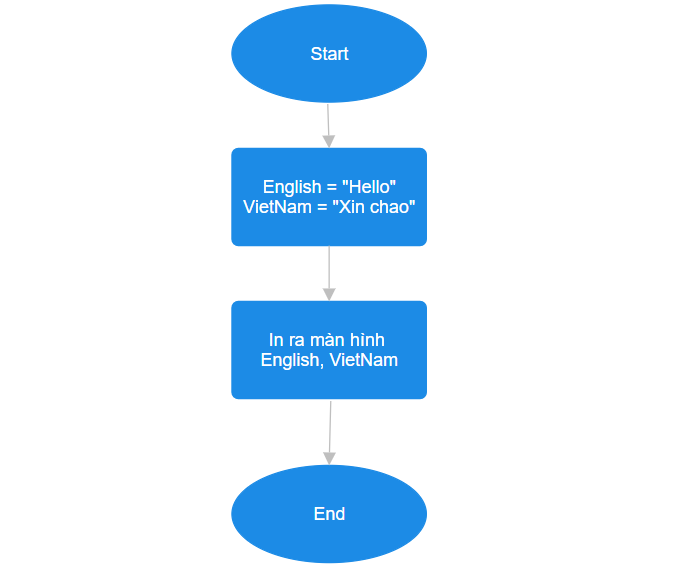 Start
English = "Hello"
VietNam = "Xin chao"
In ra màn hình
English, VietNam
End